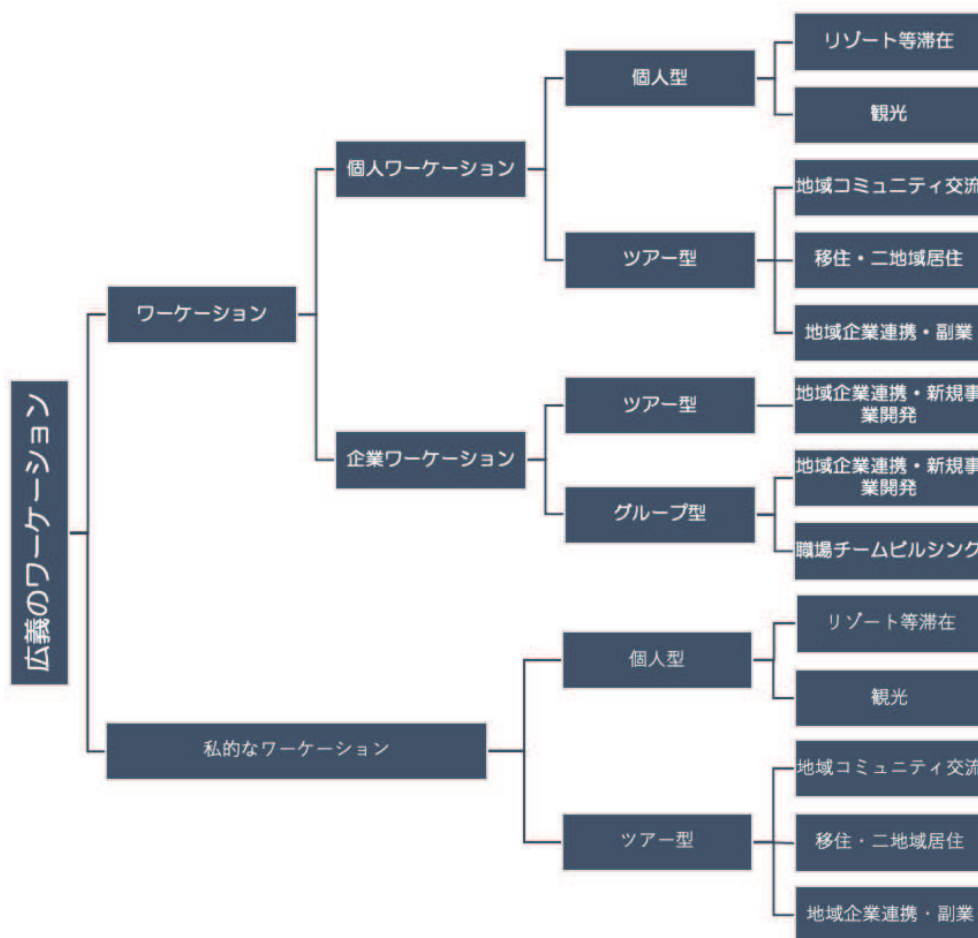 広義のワーケーション
ワーケーション
個人ワーケーション
個人型
リゾート等滞在
観光
ツアー型
地域コミュニティ交流
移住・二地域居住
地域企業連携・副業
企業ワーケーション
ツアー型
地域企業連携・新規事
業開発
グループ型
地域企業連携・新規事
業開発
職場チームビルシング
私的なワーケーション
個人型
リゾート等滞在
観光
ツアー型
地域コミュニティ交流
移住・二地域居住
地域企業連携・副業